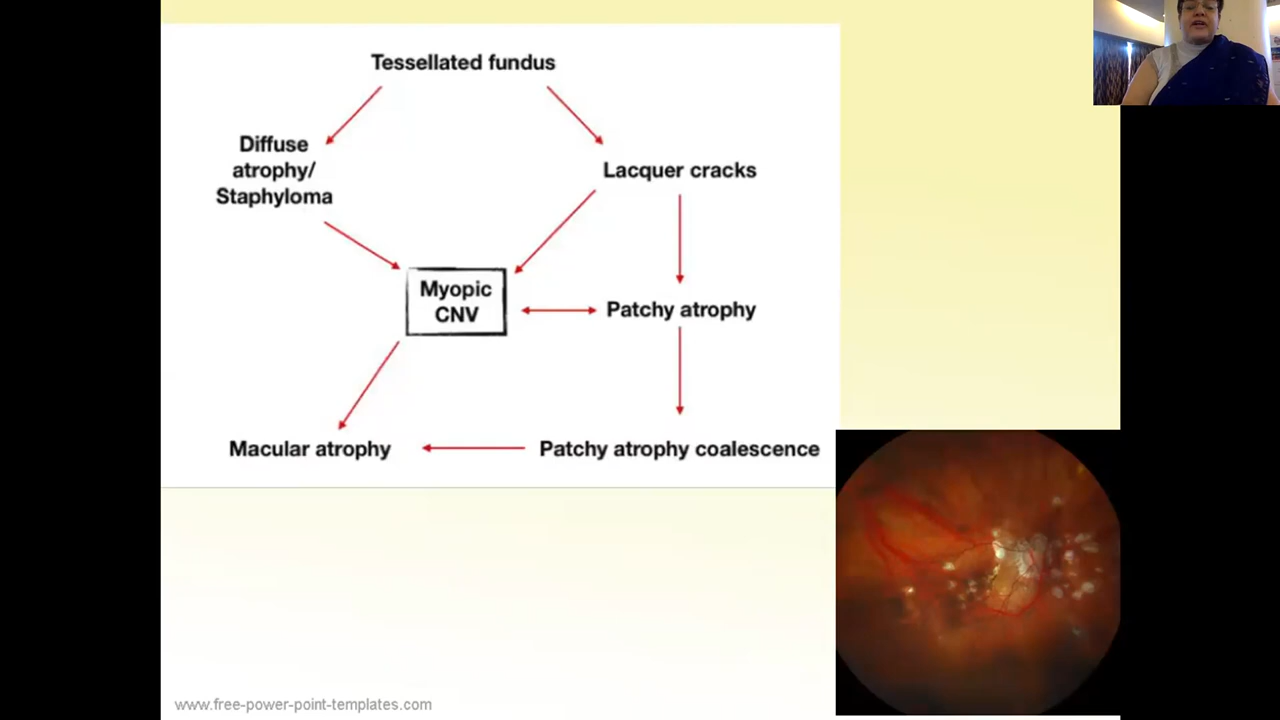 Tessellated fundus
Diffuse
atrophy/
Staphyloma
Lacquer cracks
Myopic
CNV
Patchy atrophy
Macular atrophy
Patchy atrophy coalescence
www.free-power-point-templates.com